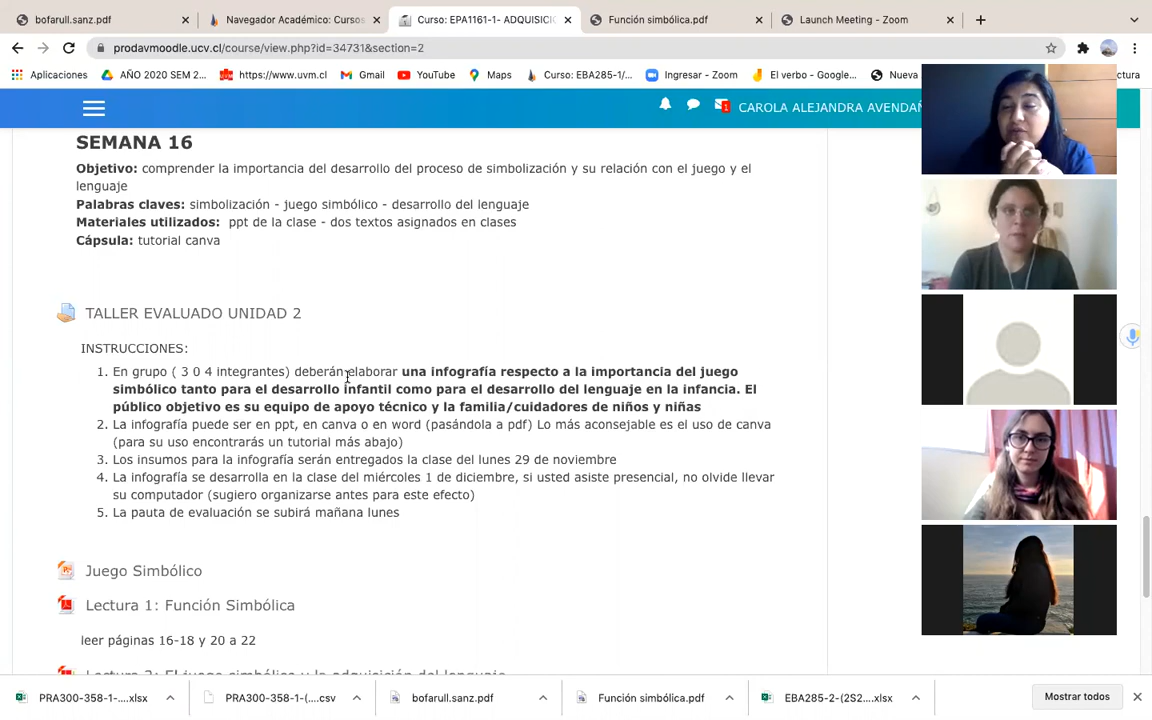 bofarull.sanz.pdf
Navegador Académico: Cursos
Curso: EPA1161-1- ADQUISICIO
Función simbólica.pdf
Launch Meeting - Zoom
prodavmoodle.ucv.cl/course/view.php?id=34731&section=2
Aplicaciones
AÑO 2020 SEM 2...
https://www.uvm.cl
Gmail
YouTube
Maps
Curso: EBA285-1/...
Ingresar - Zoom
El verbo - Google...
Nueva
ctura
1
CAROLA ALEJANDRA AVENDAÑ
SEMANA 16
Objetivo: comprender la importancia del desarrollo del proceso de simbolización y su relación con el juego y el
lenguaje
Palabras claves: simbolización - juego simbólico - desarrollo del lenguaje
Materiales utilizados: ppt de la clase - dos textos asignados en clases
Cápsula: tutorial canva
TALLER EVALUADO UNIDAD 2
INSTRUCCIONES:
1. En grupo ( 3 0 4 integrantes) deberán elaborar una infografía respecto a la importancia del juego
simbólico tanto para el desarrollo infantil como para el desarrollo del lenguaje en la infancia. El
público objetivo es su equipo de apoyo técnico y la familia/cuidadores de niños y niñas
2. La infografía puede ser en ppt, en canva o en word (pasándola a pdf) Lo más aconsejable es el uso de canva
(para su uso encontrarás un tutorial más abajo)
3. Los insumos para la infografía serán entregados la clase del lunes 29 de noviembre
4. La infografía se desarrolla en la clase del miércoles 1 de diciembre, si usted asiste presencial, no olvide llevar
su computador (sugiero organizarse antes para este efecto)
5. La pauta de evaluación se subirá mañana lunes
Juego Simbólico
Lectura 1: Función Simbólica
leer páginas 16-18 y 20 a 22
Lectura 2: El juego simbólico y la adquisición del lenguaje
PRA300-358-1-....xlsx
PRA300-358-1-(....csv
bofarull.sanz.pdf
Función simbólica.pdf
EBA285-2-(2S2....xlsx
Mostrar todos